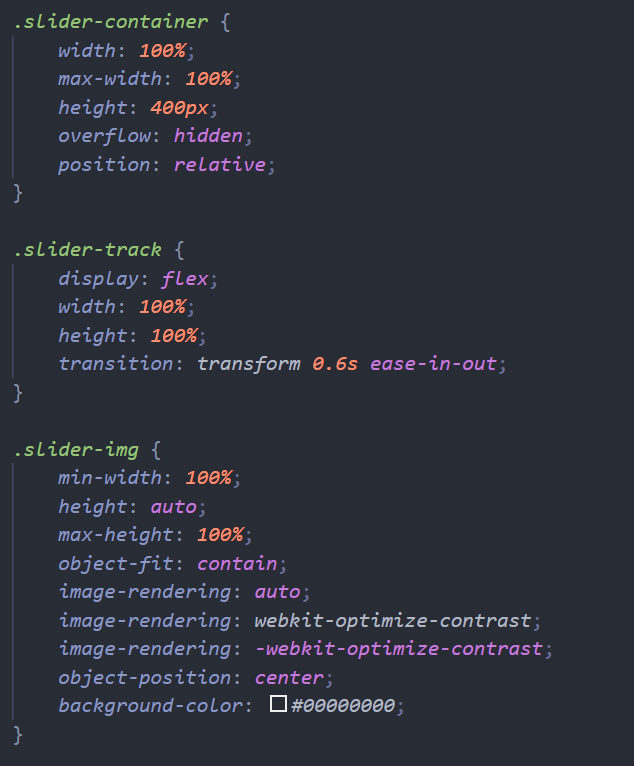 .slider-container {
width: 100%;
max-width: 100%;
height: 400px;
overflow: hidden;
position: relative;
}
.slider-track {
display: flex;
width: 100%;
height: 100%;
transition: transform 0.6s ease-in-out;
}
.slider-img {
min-width: 100%;
height: auto;
max-height: 100%;
object-fit: contain;
image-rendering: auto;
image-rendering: webkit-optimize-contrast;
image-rendering: -webkit-optimize-contrast;
object-position: center;
background-color: #00000000;
}